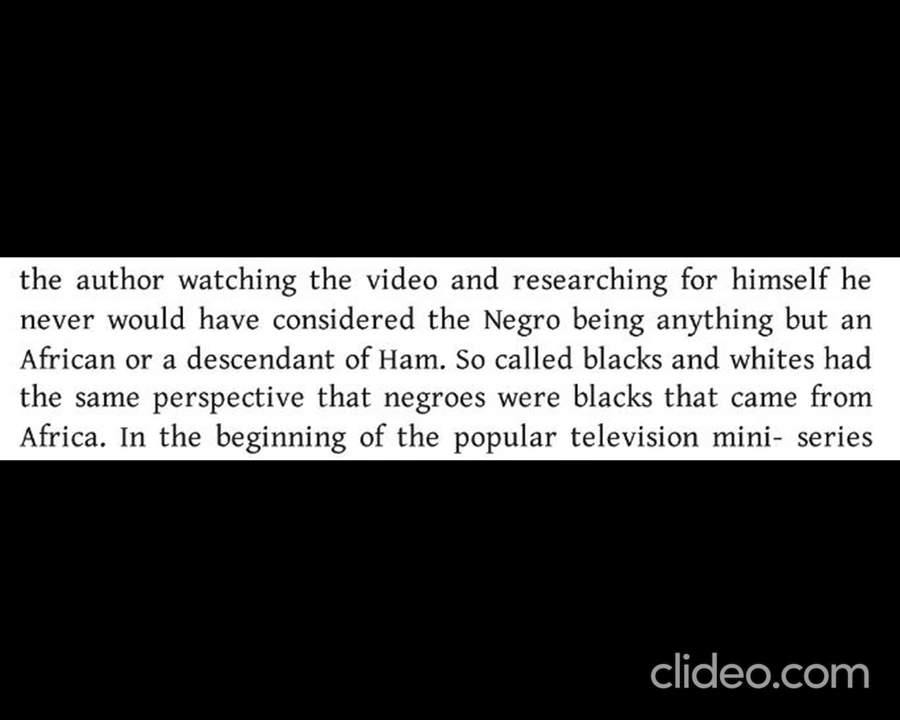 the author watching the video and researching for himself he
never would have considered the Negro being anything but an
African or a descendant of Ham. So called blacks and whites had
the same perspective that negroes were blacks that came from
Africa. In the beginning of the popular television mini- series
clideo.com